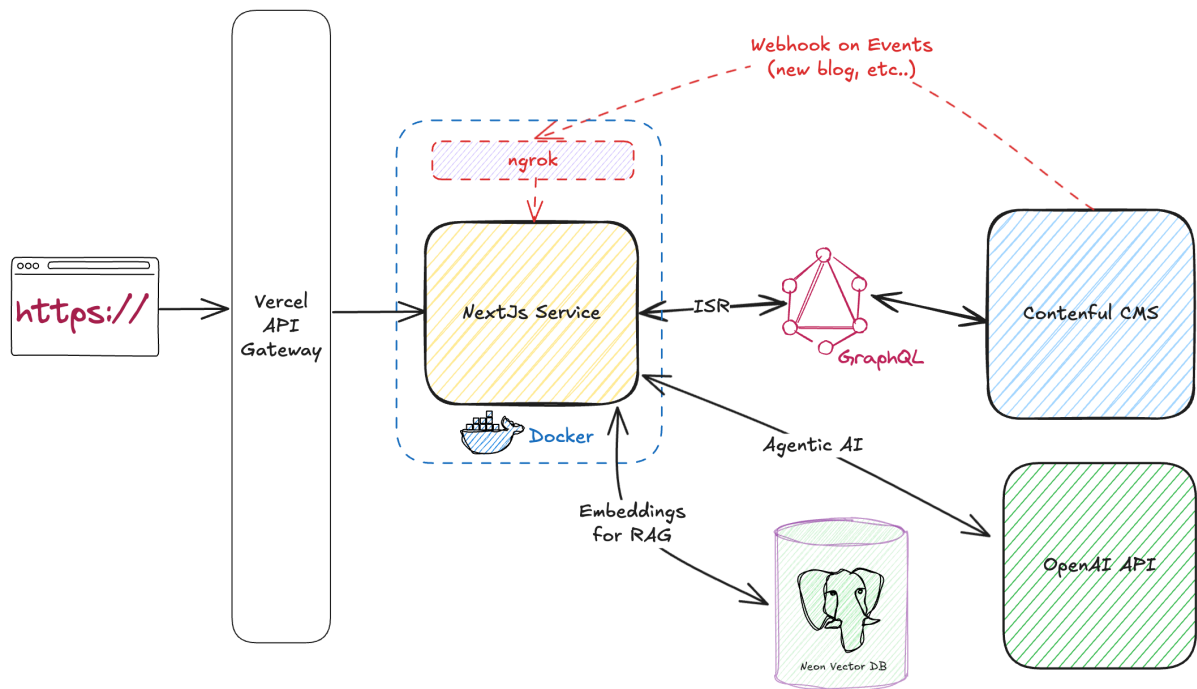 Webhook on Events
(new blog, etc..)
ngrok
https://
Vercel
API
Gateway
NextJs Service
ISR
GraphQL
Contenful CMS
Docker
Agentic AI
Embeddings
for RAG
OpenAI API
Neon Vector DB